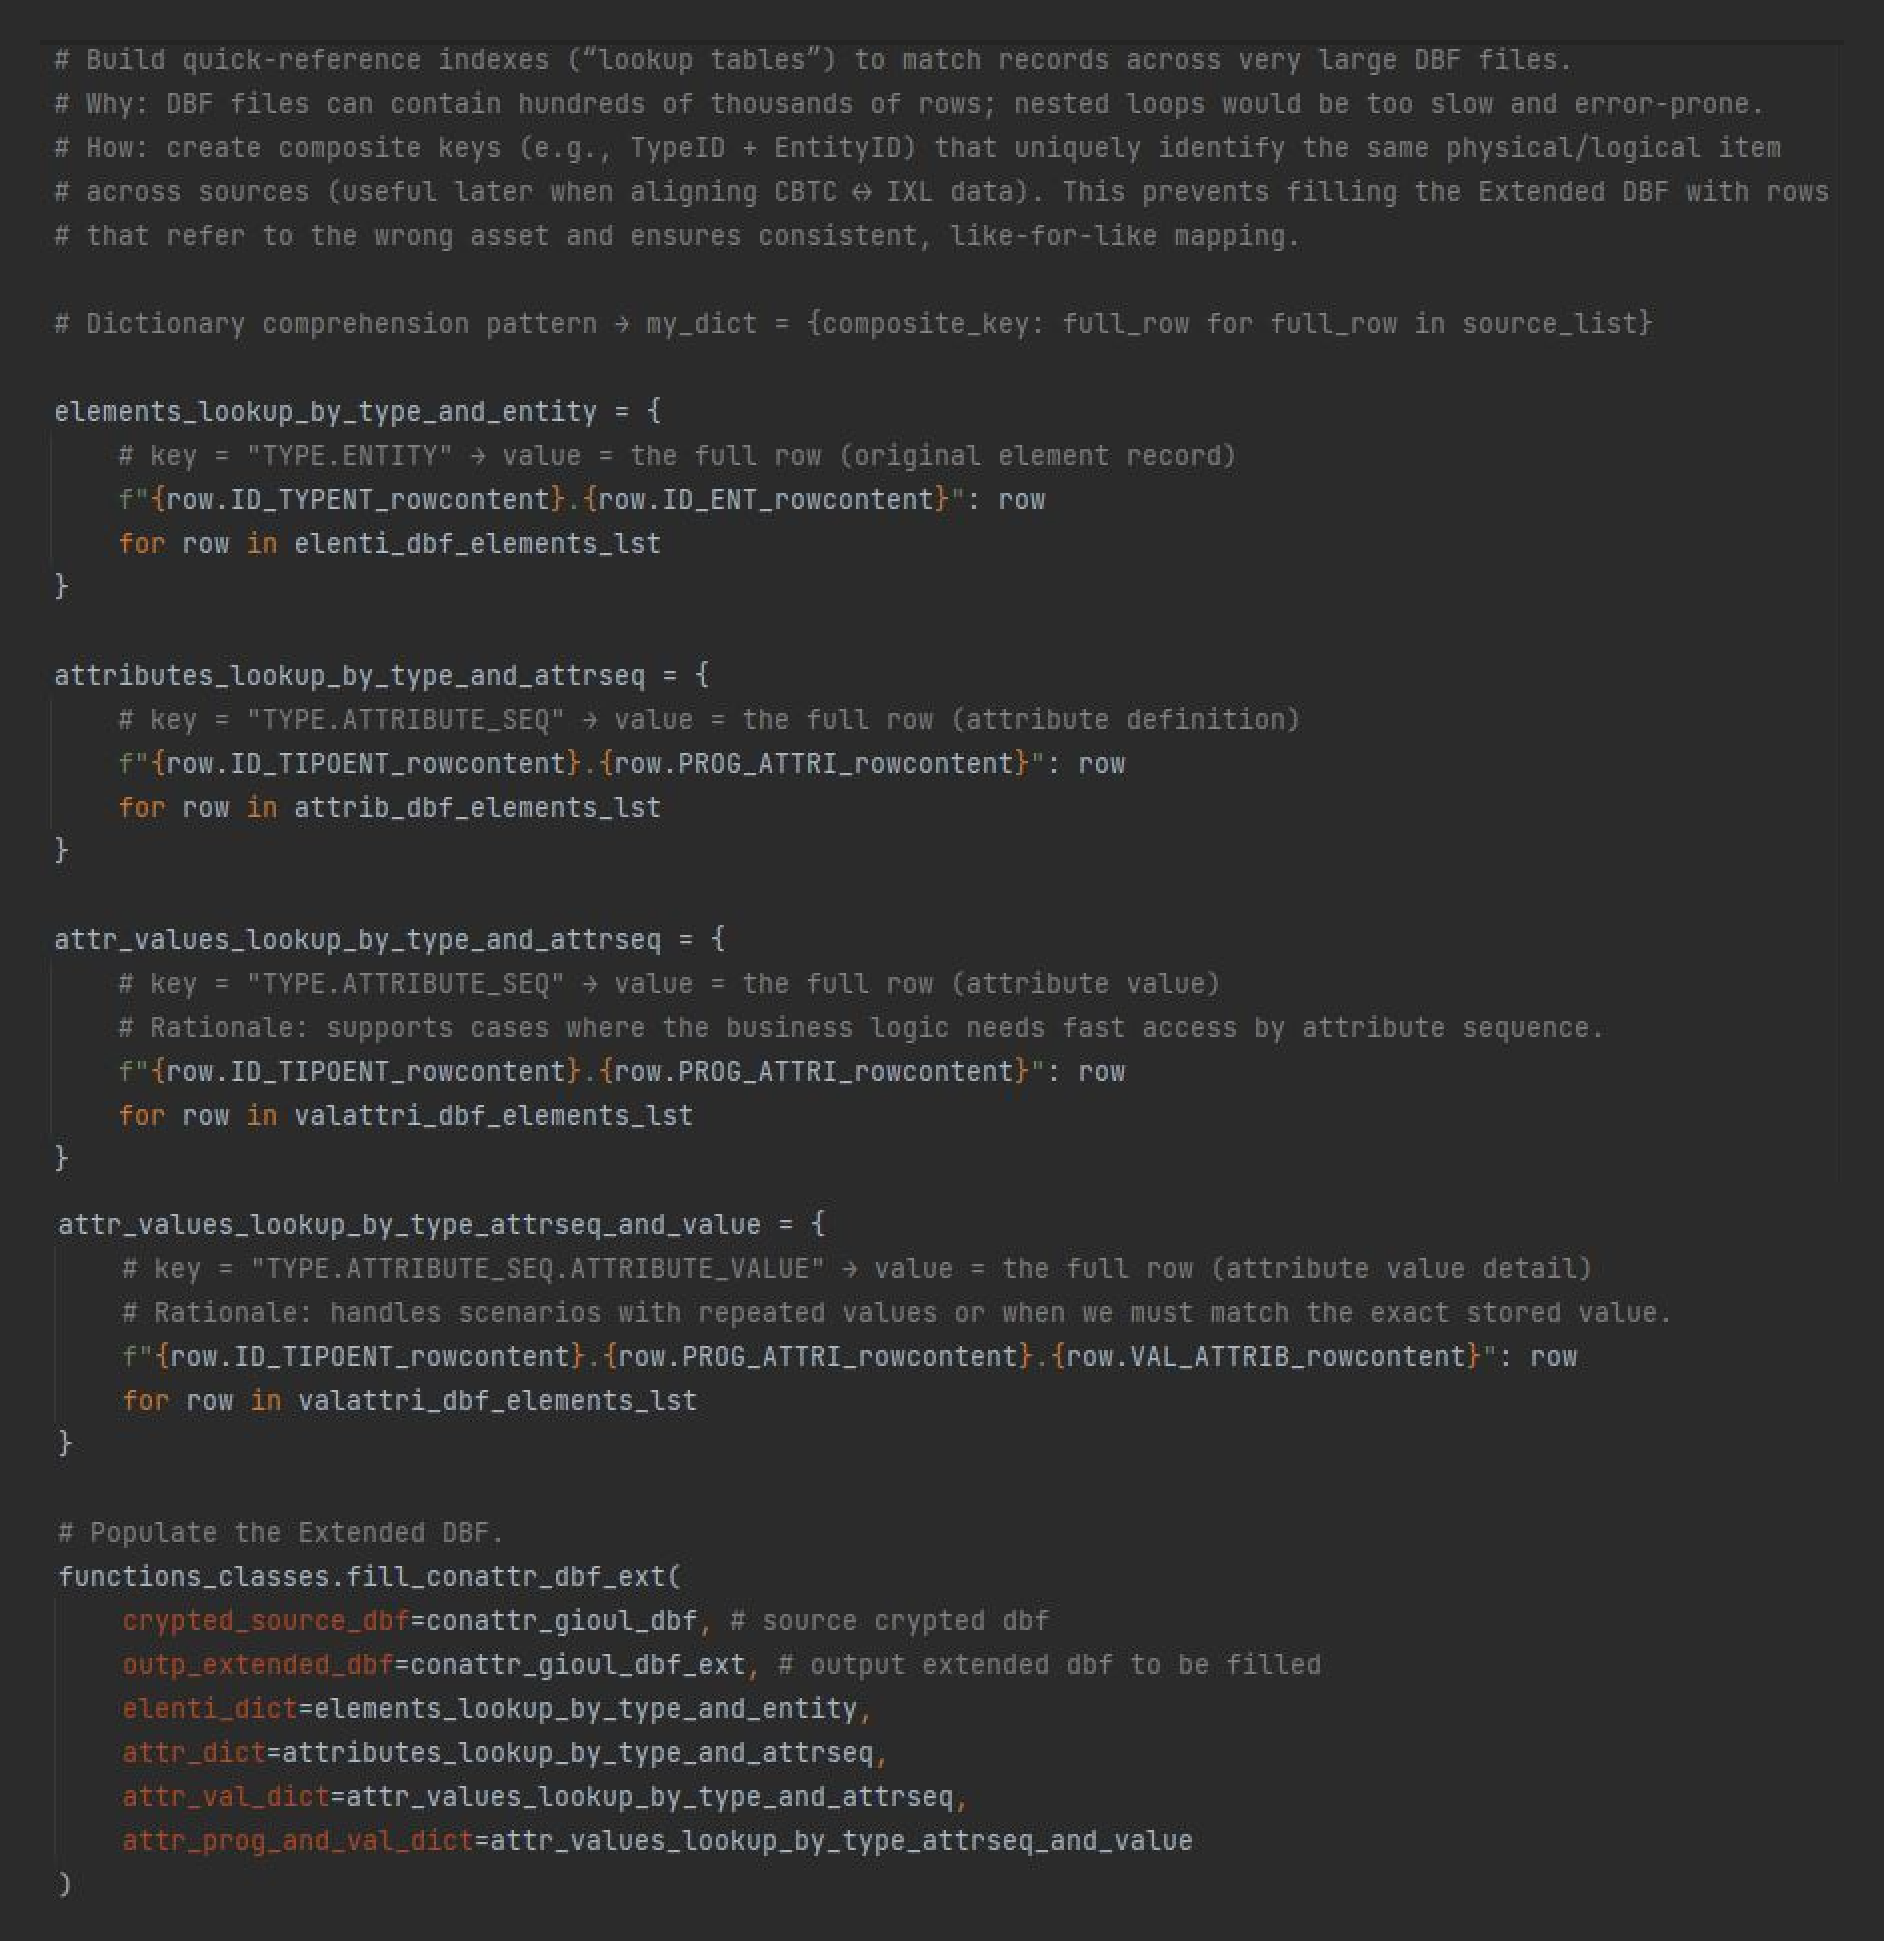 # Build quick-reference indexes (“lookup tables”) to match records across very large DBF files.
# Why: DBF files can contain hundreds of thousands of rows; nested loops would be too slow and error-prone.
# How: create composite keys (e.g., TypeID + EntityID) that uniquely identify the same physical/logical item
# across sources (useful later when aligning CBTC ↔ IXL data). This prevents filling the Extended DBF with rows
# that refer to the wrong asset and ensures consistent, like-for-like mapping.

# Dictionary comprehension pattern → my_dict = {composite_key: full_row for full_row in source_list}

elements_lookup_by_type_and_entity = {
    # key = "TYPE.ENTITY" → value = the full row (original element record)
    f"{row.ID_TYPENT_rowcontent}.{row.ID_ENT_rowcontent}": row
    for row in elenti_dbf_elements_lst
}

attributes_lookup_by_type_and_attrseq = {
    # key = "TYPE.ATTRIBUTE_SEQ" → value = the full row (attribute definition)
    f"{row.ID_TIPOENT_rowcontent}.{row.PROG_ATTRI_rowcontent}": row
    for row in attrib_dbf_elements_lst
}

attr_values_lookup_by_type_and_attrseq = {
    # key = "TYPE.ATTRIBUTE_SEQ" → value = the full row (attribute value)
    # Rationale: supports cases where the business logic needs fast access by attribute sequence.
    f"{row.ID_TIPOENT_rowcontent}.{row.PROG_ATTRI_rowcontent}": row
    for row in valattri_dbf_elements_lst
}
attr_values_lookup_by_type_attrseq_and_value = {
    # key = "TYPE.ATTRIBUTE_SEQ.ATTRIBUTE_VALUE" → value = the full row (attribute value detail)
    # Rationale: handles scenarios with repeated values or when we must match the exact stored value.
    f"{row.ID_TIPOENT_rowcontent}.{row.PROG_ATTRI_rowcontent}.{row.VAL_ATTRIB_rowcontent}": row
    for row in valattri_dbf_elements_lst
}

# Populate the Extended DBF.
functions_classes.fill_conattr_dbf_ext(
    crypted_source_dbf=conattr_gioul_dbf, # source crypted dbf
    outp_extended_dbf=conattr_gioul_dbf_ext, # output extended dbf to be filled
    elenti_dict=elements_lookup_by_type_and_entity,
    attr_dict=attributes_lookup_by_type_and_attrseq,
    attr_val_dict=attr_values_lookup_by_type_and_attrseq,
    attr_prog_and_val_dict=attr_values_lookup_by_type_attrseq_and_value
)